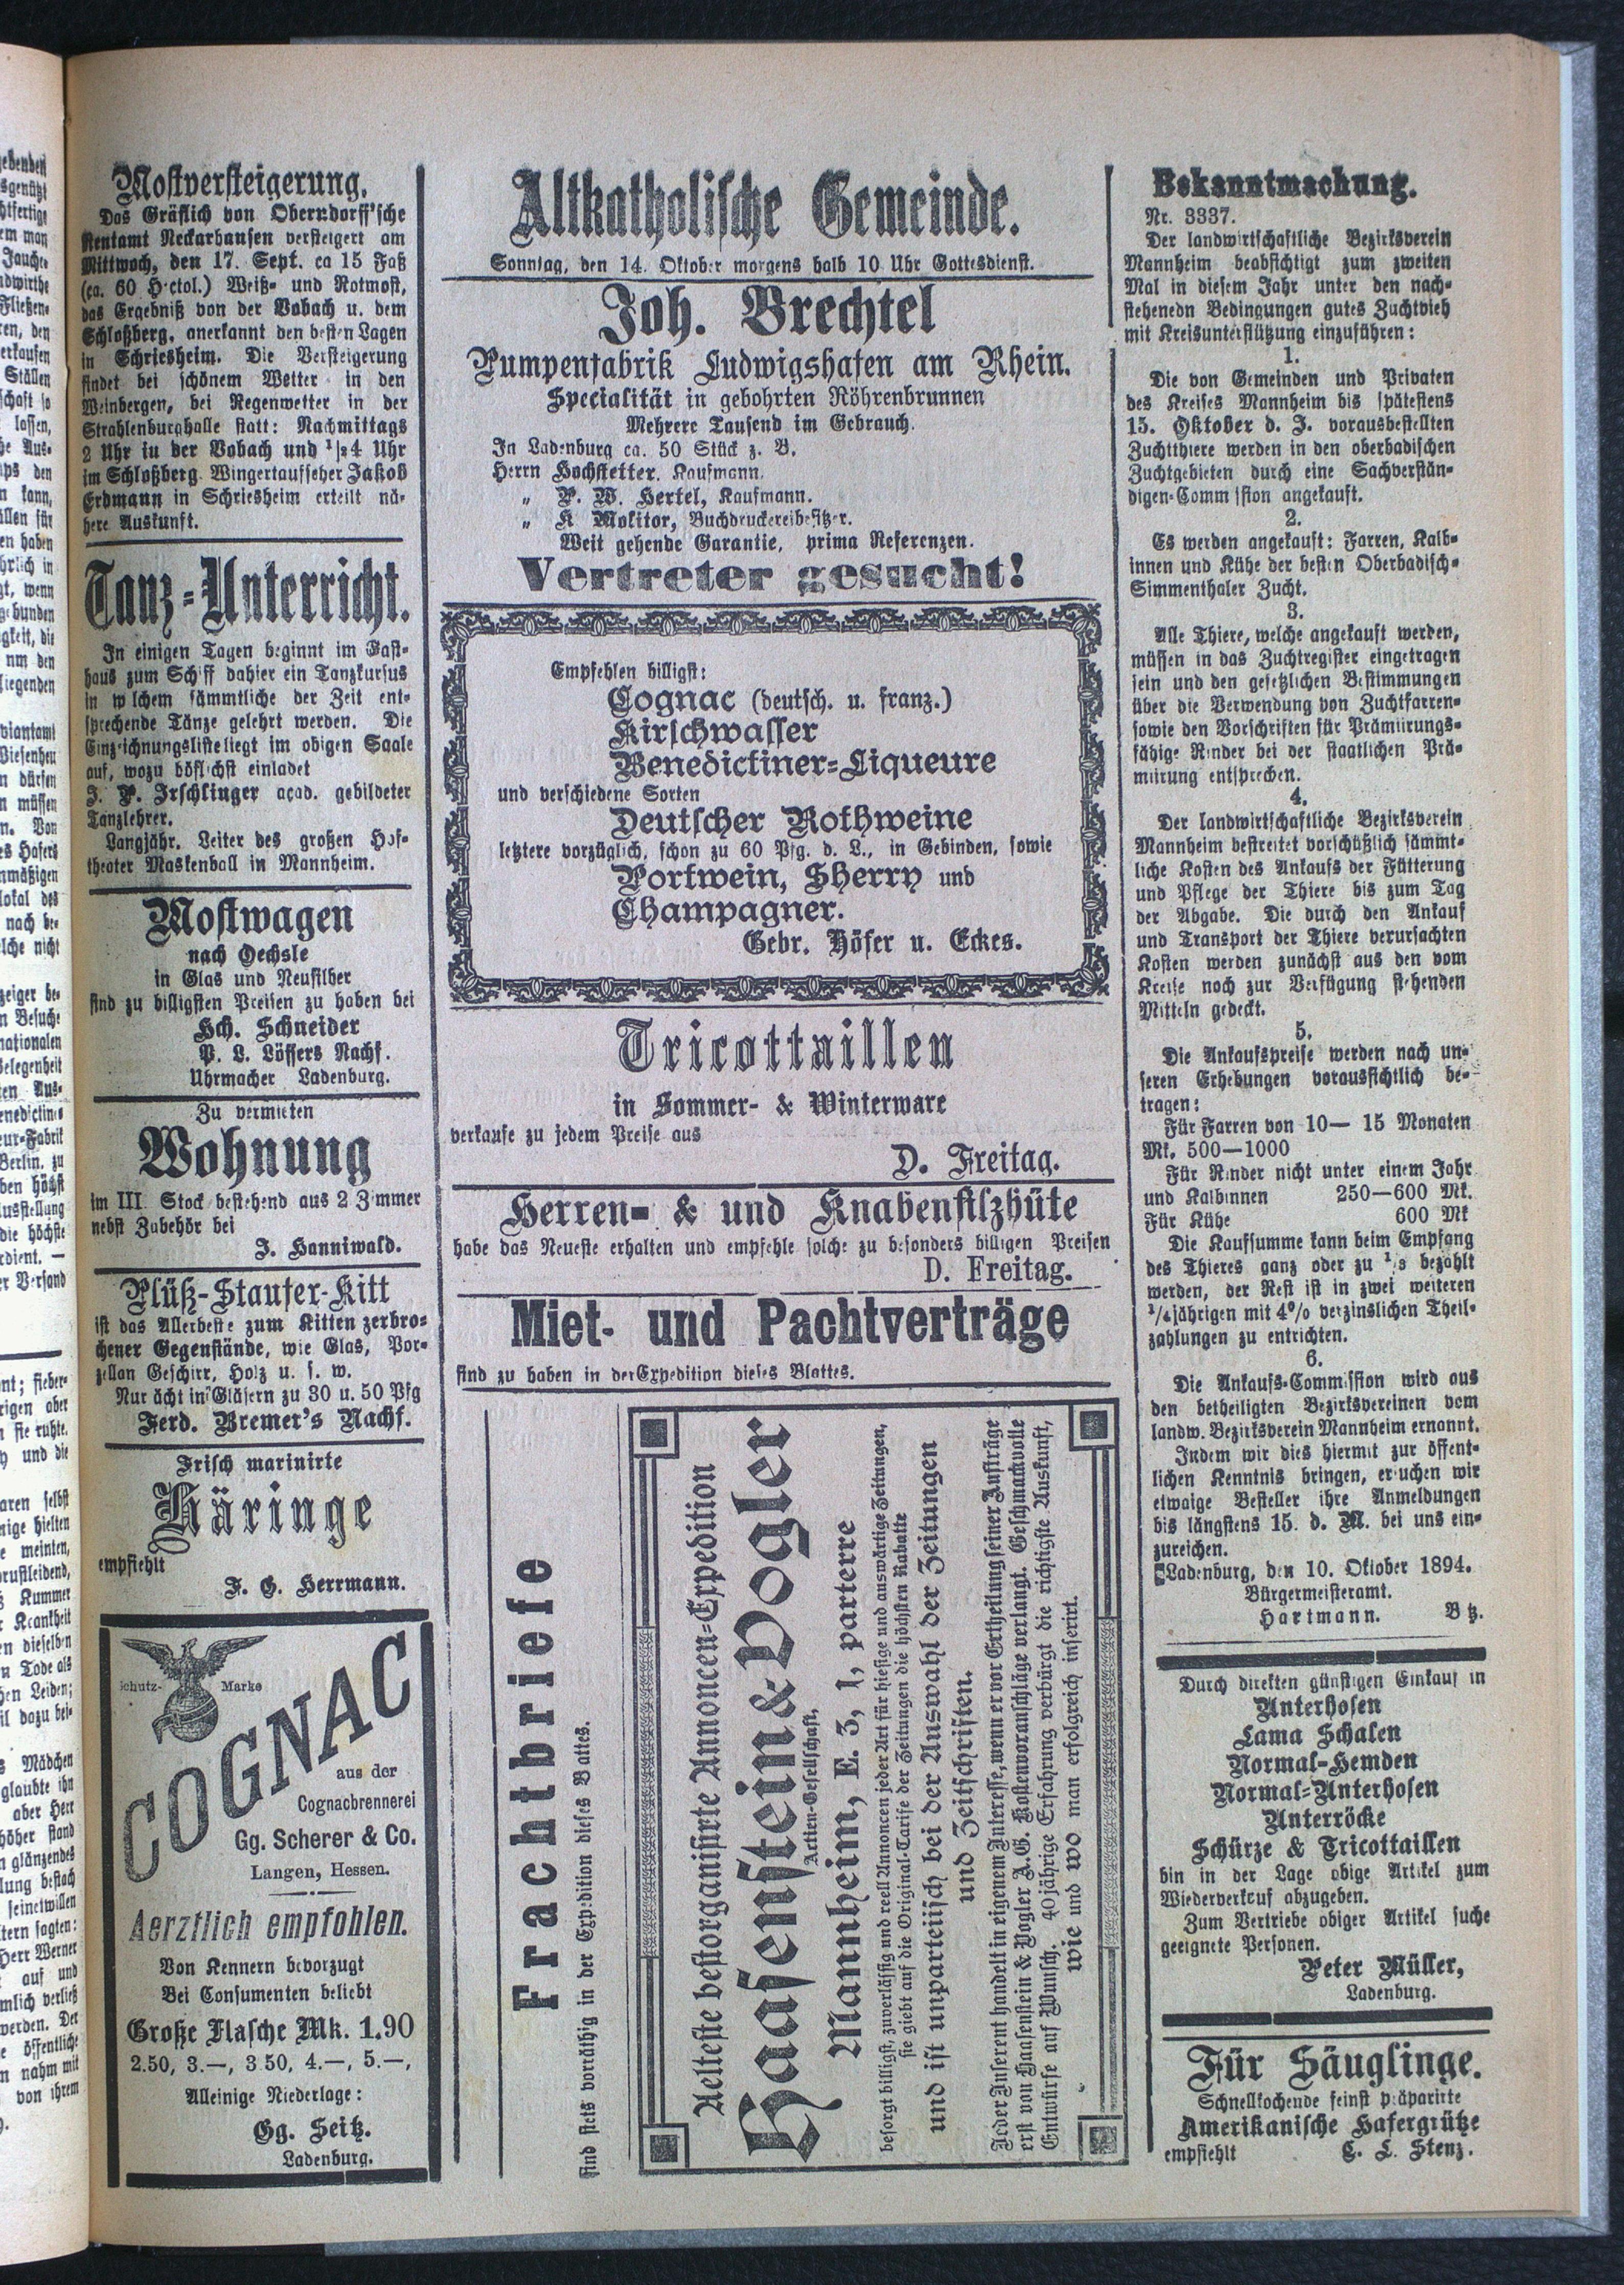 Mostversteigerung.
Das Gräflich von Oberndorff'sche
Rentamt Neckarhausen versteigert am
Mittwoch, den 17. Sept. ca 15 Faß
(ca. 60 Hectol.) Weiß- und Rotmost,
das Ergebniß von der Vobach u. dem
Schloßberg, anerkannt den besten Lagen
in Schriesheim. Die Versteigerung
findet bei schönem Wetter in den
Weinbergen, bei Regenwetter in der
Strahlenburghalle statt: Nachmittags
2 Uhr in der Vobach und 1/24 Uhr
im Schloßberg. Wingertaufseher Jakob
Erdmann in Schriesheim erteilt nä-
here Auskunft.
Tanz-Unterricht.
In einigen Tagen beginnt im Gast-
haus zum Schiff dahier ein Tanzkursus
in welchem sämmtliche der Zeit ent-
sprechende Tänze gelehrt werden. Die
Einzeichnungsliste liegt im obigen Saale
auf, wozu höflichst einladet
J. P. Irschlinger acad. gebildeter
Tanzlehrer.
Langjähr. Leiter des großen Hof-
theater Maskenball in Mannheim.
Mostwagen
nach Oechsle
in Glas und Neusilber
sind zu billigsten Preisen zu haben bei
Hch. Schneider
P. L. Löffers Nachf.
Uhrmacher Ladenburg.
Zu vermieten
Wohnung
im III. Stock bestehend aus 2 Zimmer
nebst Zubehör bei
J. Hanniwald.
Plüß-Staufer-Kitt
ist das Allerbeste zum Kitten zerbro-
chener Gegenstände, wie Glas, Por-
zellan Geschirr, Holz u. s. w.
Nur ächt in Gläsern zu 30 u. 50 Pfg
Ferd. Bremer's Nachf.
Frisch marinirte
Häringe
empfiehlt
J. G. Herrmann.
Schutz- Marke
COGNAC
aus der
Cognacbrennerei
Gg. Scherer & Co.
Langen, Hessen.
Aerztlich empfohlen.
Von Kennern bevorzugt
Bei Consumenten beliebt
Große Flasche Mk. 1.90
2.50, 3.—, 3.50, 4.—, 5.—,
Alleinige Niederlage:
Gg. Seitz.
Ladenburg.
Altkatholische Gemeinde.
Sonntag, den 14. Oktober morgens halb 10 Uhr Gottesdienst.
Joh. Brechtel
Pumpenfabrik Ludwigshafen am Rhein.
Specialität in gebohrten Röhrenbrunnen
Mehrere Tausend im Gebrauch.
In Ladenburg ca. 50 Stück z. B.
Herrn Hochstetter, Kaufmann.
„ P. W. Hertel, Kaufmann.
„ K Molitor, Buchdruckereibesitzer.
Weit gehende Garantie, prima Referenzen.
Vertreter gesucht!
Empfehlen billigst:
Cognac (deutsch. u. franz.)
Kirschwasser
Benedictiner-Liqueure
und verschiedene Sorten
Deutscher Rothweine
letztere vorzüglich, schon zu 60 Pfg. d. L., in Gebinden, sowie
Portwein, Sherry und
Champagner.
Gebr. Höfer u. Eckes.
Tricottaillen
in Sommer- & Winterware
verkaufe zu jedem Preise aus
D. Freitag.
Herren- & und Knabenfilzhüte
habe das Neueste erhalten und empfehle solche zu besonders billigen Preisen
D. Freitag.
Miet- und Pachtverträge
sind zu haben in der Expedition dieses Blattes.
Frachtbriefe
sind stets vorräthig in der Expedition dieses Blattes.
Aelteste bestorganisirte Annoncen-Expedition
Haasenstein & Vogler
Actien-Gesellschaft,
Mannheim, E. 3, 1, parterre
besorgt billigst, zuverlässig und reell Annoncen jeder Art für hiesige und auswärtige Zeitungen,
sie giebt auf die Original-Tarife der Zeitungen die höchsten Rabatte
und ist unparteiisch bei der Auswahl der Zeitungen
und Zeitschriften.
Jeder Inserent handelt in eigenem Interesse, wenn er vor Ertheilung seiner Aufträge
erst von Haasenstein & Vogler A. G. Kostenvoranschläge verlangt. Geschmackvolle
Entwürfe auf Wunsch. 40 jährige Erfahrung verbürgt die richtigste Auskunft,
wie und wo man erfolgreich inserirt.
Bekanntmachung.
Nr. 3337.
Der landwirtschaftliche Bezirksverein
Mannheim beabsichtigt zum zweiten
Mal in diesem Jahr unter den nach-
stehenedn Bedingungen gutes Zuchtvieh
mit Kreisunterstützung einzuführen:
1.
Die von Gemeinden und Privaten
des Kreises Mannheim bis spätestens
15. Oktober d. J. vorausbestellten
Zuchtthiere werden in den oberbadischen
Zuchtgebieten durch eine Sachverstän-
digen-Commission angekauft.
2.
Es werden angekauft: Farren, Kalb-
innen und Kühe der besten Oberbadisch-
Simmenthaler Zucht.
3.
Alle Thiere, welche angekauft werden,
müssen in das Zuchtregister eingetragen
sein und den gesetzlichen Bestimmungen
über die Verwendung von Zuchtfarren-
sowie den Vorschriften für Prämiirungs-
fähige Rinder bei der staatlichen Prä-
miirung entsprechen.
4.
Der landwirtschaftliche Bezirksverein
Mannheim bestreitet vorschüßlich sämmt-
liche Kosten des Ankaufs der Fütterung
und Pflege der Thiere bis zum Tag
der Abgabe. Die durch den Ankauf
und Transport der Thiere verursachten
Kosten werden zunächst aus den vom
Kreise noch zur Verfügung stehenden
Mitteln gedeckt.
5.
Die Ankaufspreise werden nach un-
seren Erhebungen voraussichtlich be-
tragen:
Für Farren von 10— 15 Monaten
Mk. 500—1000
Für Rinder nicht unter einem Jahr
und Kalbinnen 250—600 Mk.
Für Kühe 600 Mk
Die Kaufsumme kann beim Empfang
des Thieres ganz oder zu 1/3 bezahlt
werden, der Rest ist in zwei weiteren
1/4jährigen mit 4% verzinslichen Theil-
zahlungen zu entrichten.
6.
Die Ankaufs-Commission wird aus
den betheiligten Bezirksvereinen vom
landw. Bezirksverein Mannheim ernannt.
Indem wir dies hiermit zur öffent-
lichen Kenntnis bringen, ersuchen wir
etwaige Besteller ihre Anmeldungen
bis längstens 15. d. M. bei uns ein-
zureichen.
Ladenburg, den 10. Oktober 1894.
Bürgermeisteramt.
Hartmann.
Durch direkten günstigen Einkauf in
Unterhosen
Lama Schalen
Normal-Hemden
Normal-Unterhosen
Unterröcke
Schürze & Tricottaillen
bin in der Lage obige Artikel zum
Wiederverkauf abzugeben.
Zum Vertriebe obiger Artikel suche
geeignete Personen.
Peter Müller,
Ladenburg.
Für Säuglinge.
Schnellkochende feinst präparirte
Amerikanische Hafergrütze
empfiehlt C. L. Stenz.